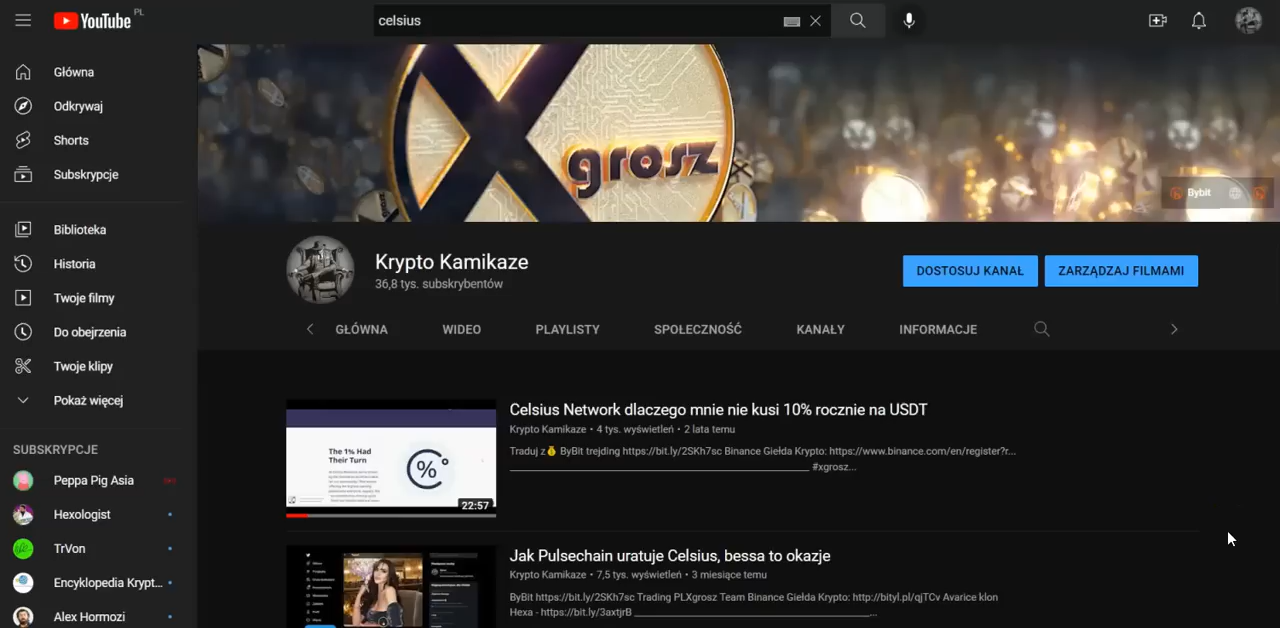 YouTube PL
celsius
Główna
Odkrywaj
Shorts
Subskrypcje
Biblioteka
Historia
Twoje filmy
Do obejrzenia
Twoje klipy
Pokaż więcej
SUBSKRYPCJE
Peppa Pig Asia
Hexologist
TrVon
Encyklopedia Krypt...
Alex Hormozi
X grosz
Bybit
Krypto Kamikaze
36,8 tys. subskrybentów
DOSTOSUJ KANAŁ
ZARZĄDZAJ FILMAMI
GŁÓWNA WIDEO PLAYLISTY SPOŁECZNOŚĆ KANAŁY INFORMACJE
The 1% Had
Their Turn
%
22:57
Celsius Network dlaczego mnie nie kusi 10% rocznie na USDT
Krypto Kamikaze • 4 tys. wyświetleń • 2 lata temu
Traduj z💰 ByBit trejding https://bit.ly/2SKh7sc Binance Giełda Krypto: https://www.binance.com/en/register?r...
#xgrosz...
Jak Pulsechain uratuje Celsius, bessa to okazje
Krypto Kamikaze • 7,5 tys. wyświetleń • 3 miesiące temu
ByBit https://bit.ly/2SKh7sc Trading PLXgrosz Team Binance Giełda Krypto: http://bityl.pl/qjTCv Avarice klon
Hexa - https://bit.ly/3axtjrB ...